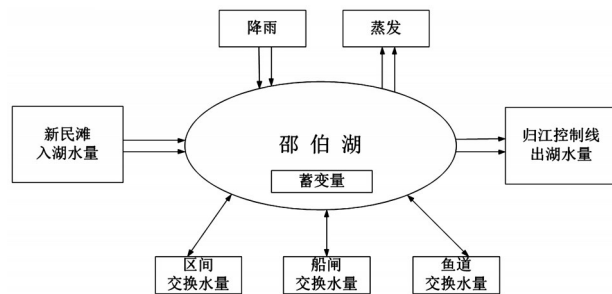 降雨
蒸发
新民滩
入湖水量
邵 伯 湖
蓄变量
归江控制线
出湖水量
区间
交换水量
船闸
交换水量
鱼道
交换水量